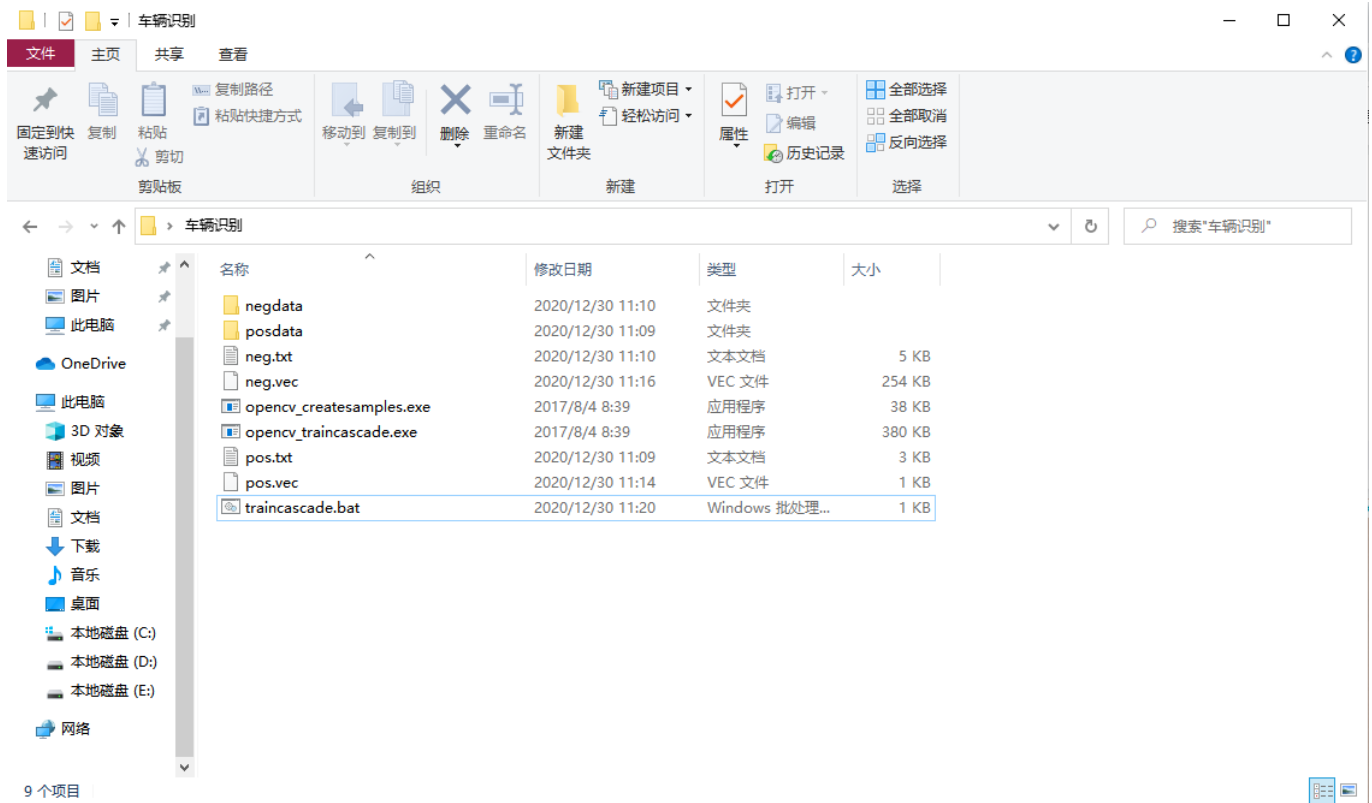 车辆识别
文件 主页 共享 查看
固定到快速访问
复制
粘贴
复制路径
粘贴快捷方式
剪切
剪贴板
移动到 复制到 删除 重命名
组织
新建文件夹
新建项目
轻松访问
新建
属性
打开
编辑
历史记录
打开
全部选择
全部取消
反向选择
选择
车辆识别
搜索"车辆识别"
文档
图片
此电脑
OneDrive
此电脑
3D 对象
视频
图片
文档
下载
音乐
桌面
本地磁盘 (C:)
本地磁盘 (D:)
本地磁盘 (E:)
网络
名称 修改日期 类型 大小
negdata 2020/12/30 11:10 文件夹
posdata 2020/12/30 11:09 文件夹
neg.txt 2020/12/30 11:10 文本文档 5 KB
neg.vec 2020/12/30 11:16 VEC 文件 254 KB
opencv_createsamples.exe 2017/8/4 8:39 应用程序 38 KB
opencv_traincascade.exe 2017/8/4 8:39 应用程序 380 KB
pos.txt 2020/12/30 11:09 文本文档 3 KB
pos.vec 2020/12/30 11:14 VEC 文件 1 KB
traincascade.bat 2020/12/30 11:20 Windows 批处理... 1 KB
9 个项目